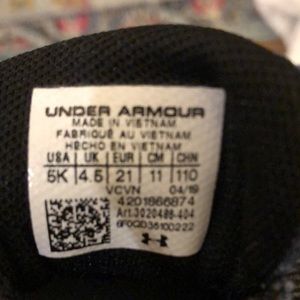 UNDER ARMOUR
MADE IN VIETNAM
FABRIQUÉ AU VIETNAM
HECHO EN VIETNAM
USA UK EUR CM CHN
5K 4.5 21 11 110
VCVN 04/19
4201866874
Art.3020488-404
6F0QD35100222